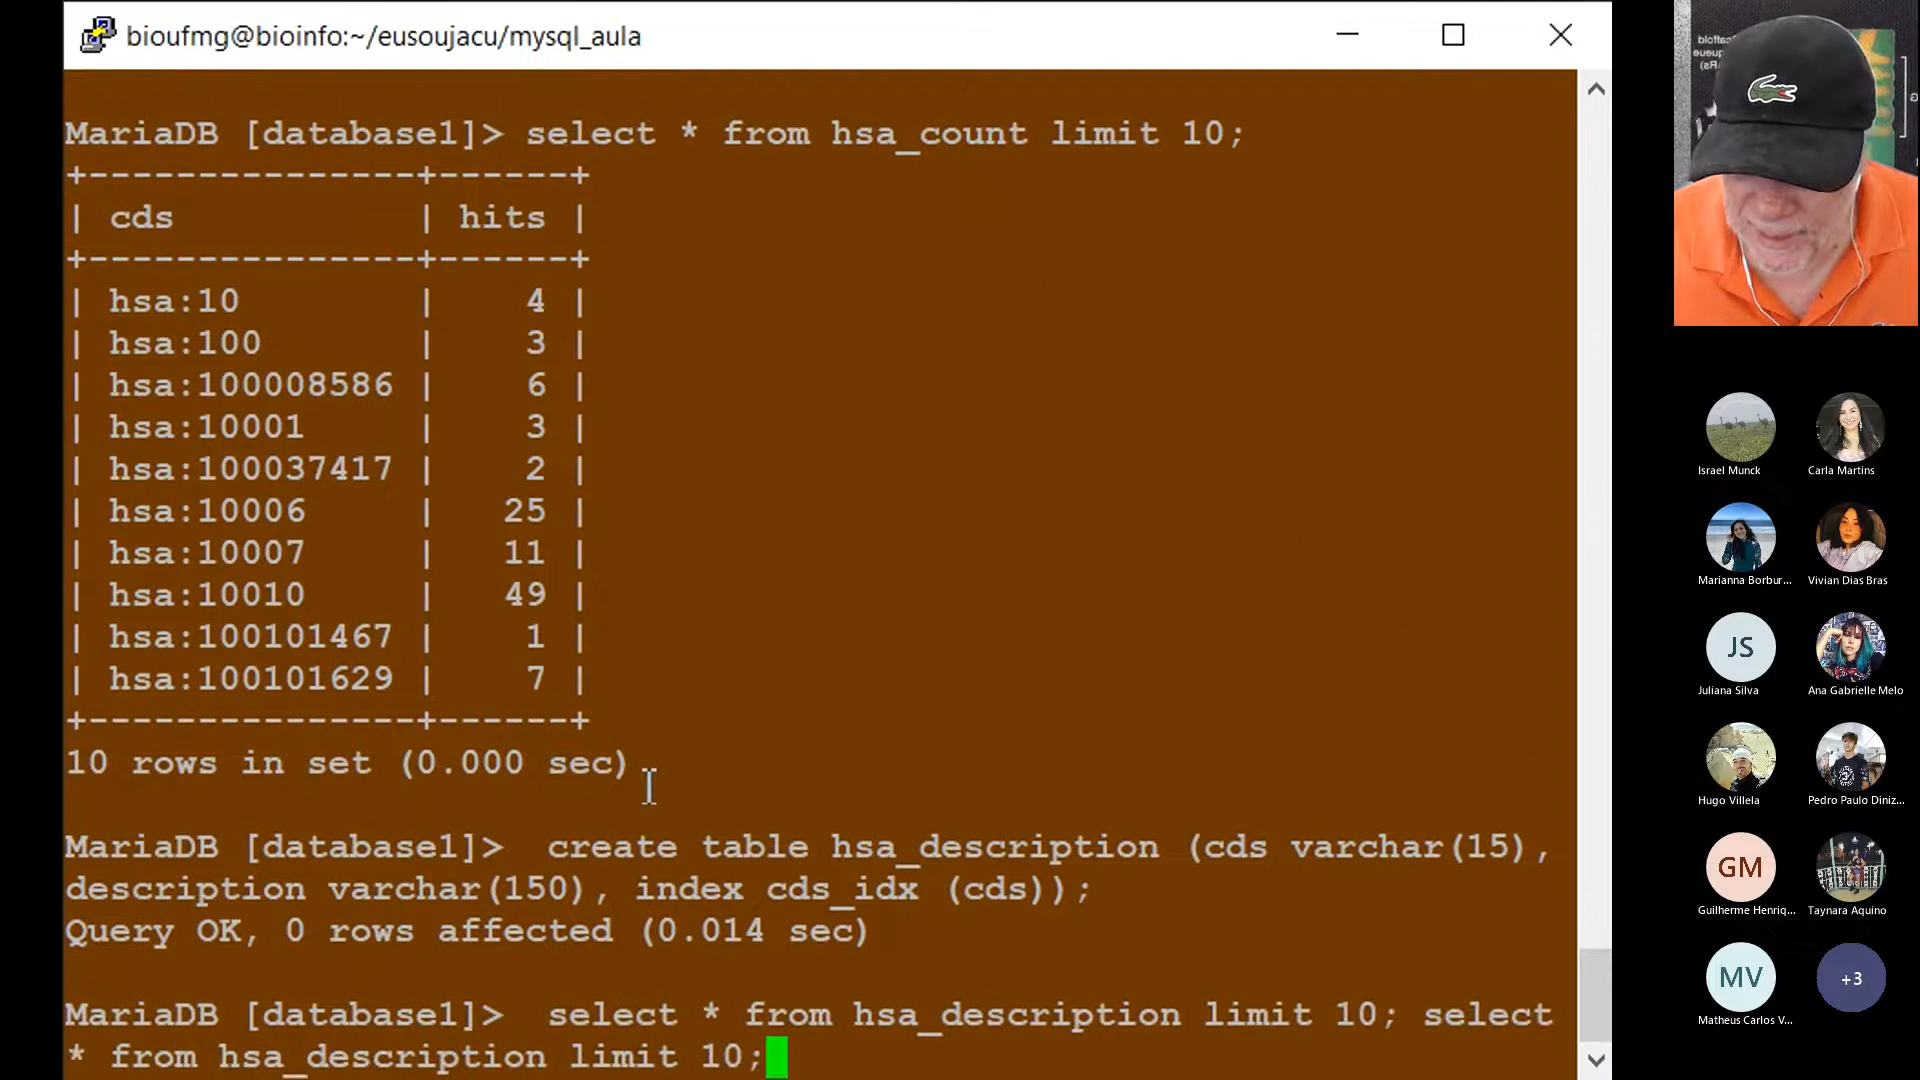 bioufmg@bioinfo:~/eusoujacu/mysql_aula
MariaDB [database1]> select * from hsa_count limit 10;
+---------------+------+
| cds           | hits |
+---------------+------+
| hsa:10        |    4 |
| hsa:100       |    3 |
| hsa:100008586 |    6 |
| hsa:10001     |    3 |
| hsa:100037417 |    2 |
| hsa:10006     |   25 |
| hsa:10007     |   11 |
| hsa:10010     |   49 |
| hsa:100101467 |    1 |
| hsa:100101629 |    7 |
+---------------+------+
10 rows in set (0.000 sec)
MariaDB [database1]>  create table hsa_description (cds varchar(15),
description varchar(150), index cds_idx (cds));
Query OK, 0 rows affected (0.014 sec)
MariaDB [database1]>  select * from hsa_description limit 10; select
* from hsa_description limit 10;
Israel Munck
Carla Martins
Marianna Borbur...
Vivian Dias Bras
JS
Juliana Silva
Ana Gabrielle Melo
Hugo Villela
Pedro Paulo Diniz...
GM
Guilherme Henriq...
Taynara Aquino
MV
Matheus Carlos V...
+3